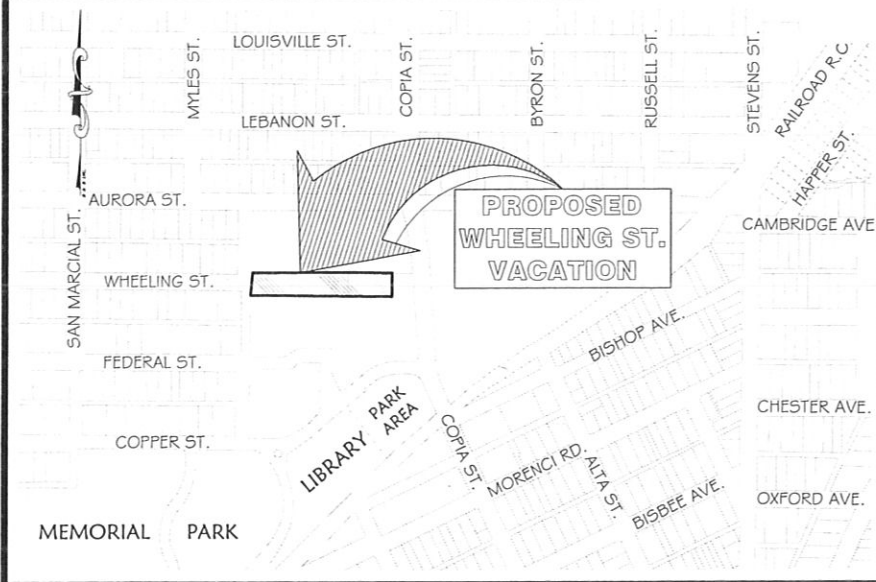 LOUISVILLE ST.
MYLES ST.
COPIA ST.
BYRON ST.
RUSSELL ST.
STEVENS ST.
RAILROAD R.C
LEBANON ST.
HAPPER ST.
AURORA ST.
SAN MARCIAL ST.
PROPOSED
WHEELING ST.
VACATION
CAMBRIDGE AVE
WHEELING ST.
BISHOP AVE.
FEDERAL ST.
LIBRARY PARK
AREA
CHESTER AVE.
COPIA ST.
COPPER ST.
MORENCI RD.
ALTA ST.
BISBEE AVE.
OXFORD AVE.
MEMORIAL PARK